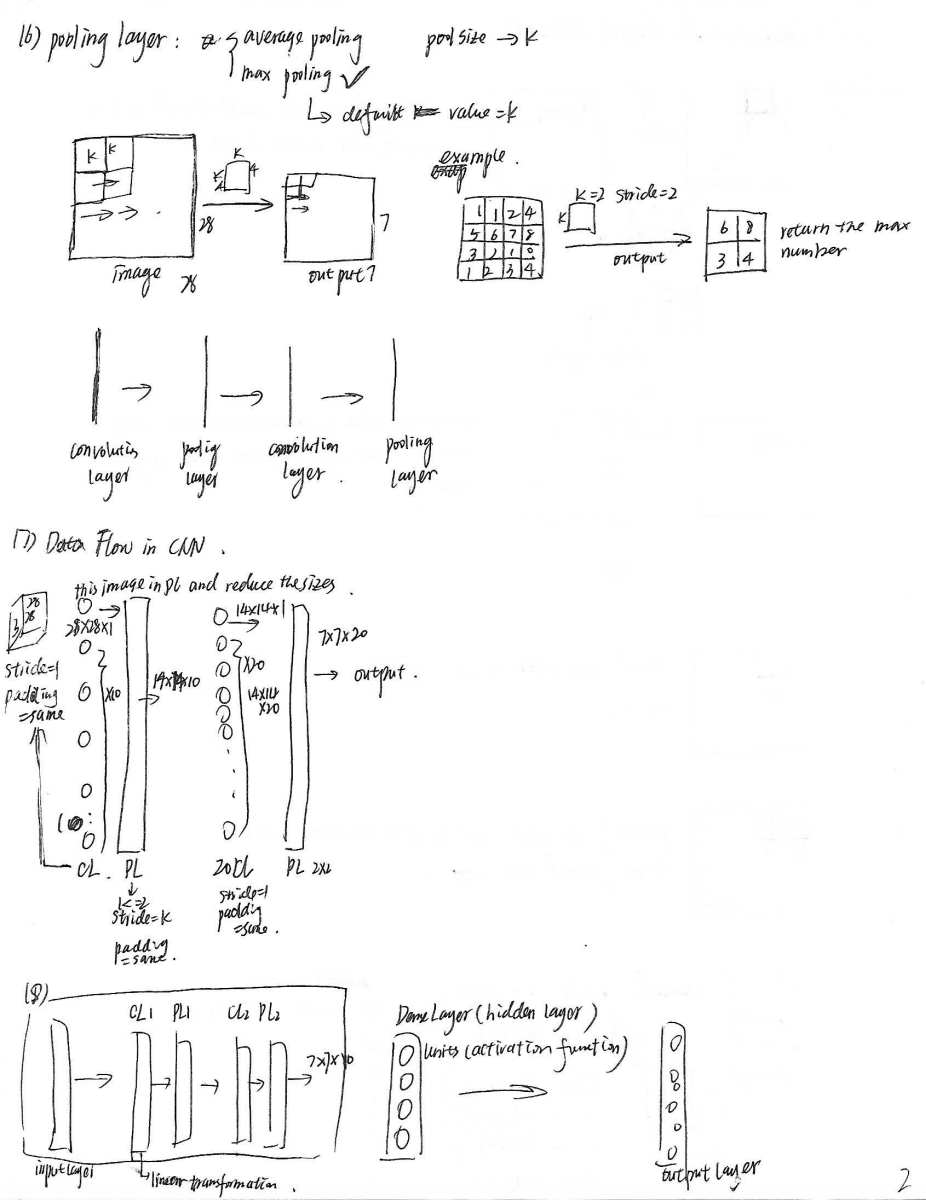 (6) pooling layer : average pooling pool size → k
max pooling ✓
↳ default value = k
k k
k
k 4
4
28
image 28
7
output 7
example .
1 1 2 4
5 6 7 8
3 2 1 0
1 2 3 4
k
k=2 stride=2
output
6 8
3 4
return the max
number
convolution
layer
pooling
layer
convolution
layer .
pooling
layer
(7) Data Flow in CNN .
this image in PL and reduce the sizes .
28
28
3
28x28x1
stride=1
padding
=same
x10
14x14x10
14x14x1
x20
14x14
x20
7x7x20
→ output .
CL . PL 20CL PL 2x2
↓
k=2
stride=k
padding
=same .
stride=1
padding
=same .
(8)
CL1 PL1 CL2 PL2
7x7x10
input layer
linear transformation .
Dense Layer (hidden layer)
units (activation function)
output layer
2